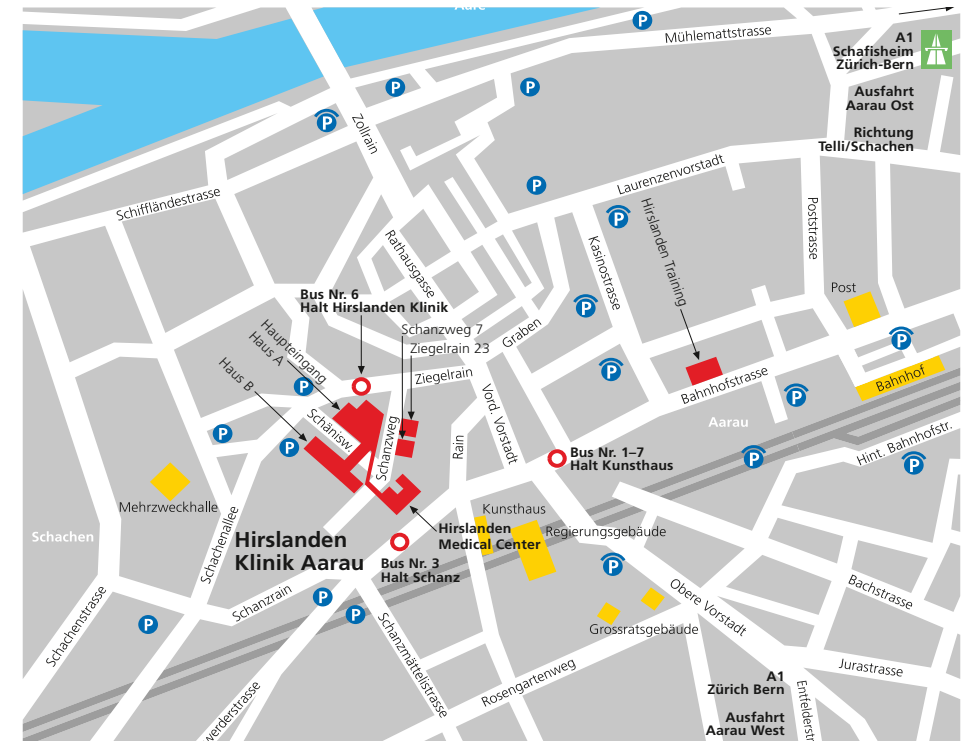 Aare
Mühlemattstrasse
A1
Schafisheim
Zürich-Bern
Ausfahrt
Aarau Ost
Richtung
Telli/Schachen
P
P
P
P
Zollrain
Laurenzenvorstadt
P
Schiffländestrasse
P
Hirslanden Training
Poststrasse
Rathausgasse
Kasinostrasse
Post
Bus Nr. 6
Halt Hirslanden Klinik
P
Schanzweg 7
Ziegelrain 23
Graben
P
Haupteingang
Haus A
Haus B
Ziegelrain
P
P
Bahnhofstrasse
Bahnhof
P
Vord. Vorstadt
Aarau
Schänisw.
Schanzweg
Rain
P
P
Hint. Bahnhofstr.
Bus Nr. 1–7
Halt Kunsthaus
P
P
Mehrzweckhalle
Kunsthaus
Schachen
Schachenallee
Hirslanden
Klinik Aarau
Hirslanden
Medical Center
Regierungsgebäude
Bus Nr. 3
Halt Schanz
P
Bachstrasse
Obere Vorstadt
Schanzrain
P
P
P
Schachenstrasse
Grossratsgebäude
Schanzmättelistrasse
Jurastrasse
Rosengartenweg
A1
Zürich Bern
Ausfahrt
Aarau West